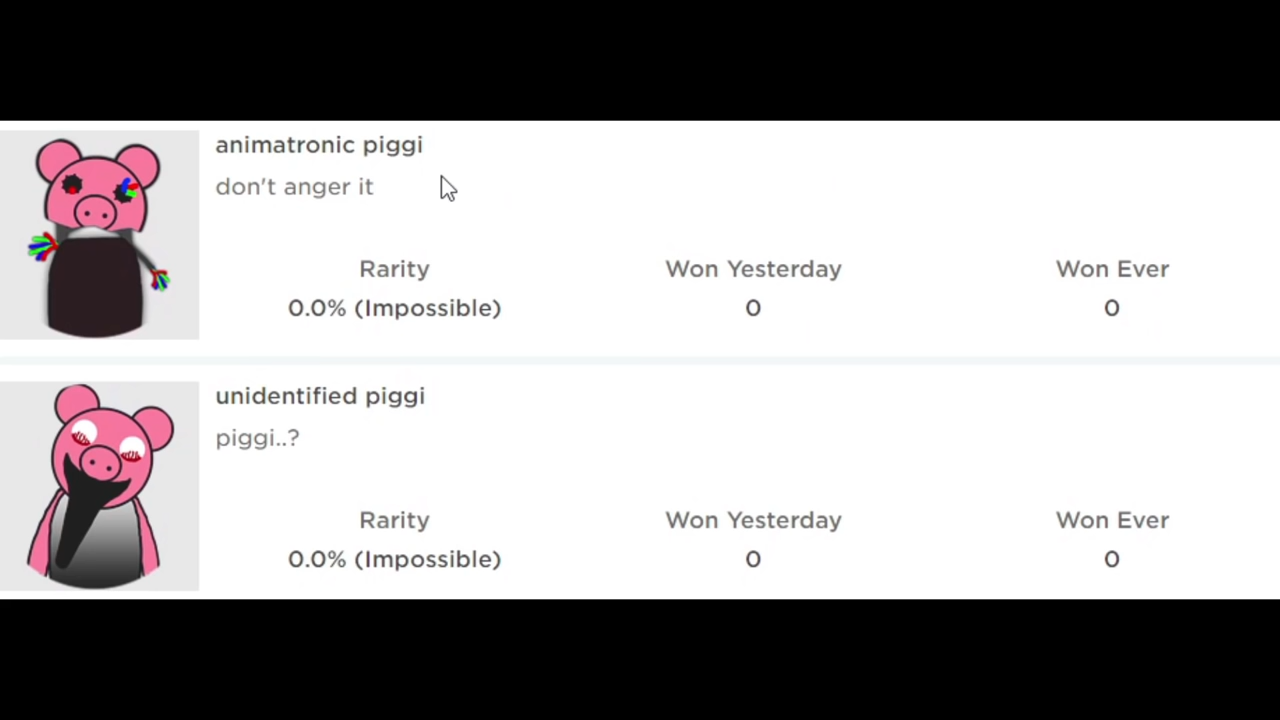 animatronic piggi
don't anger it
Rarity Won Yesterday Won Ever
0.0% (Impossible) 0 0
unidentified piggi
piggi..?
Rarity Won Yesterday Won Ever
0.0% (Impossible) 0 0